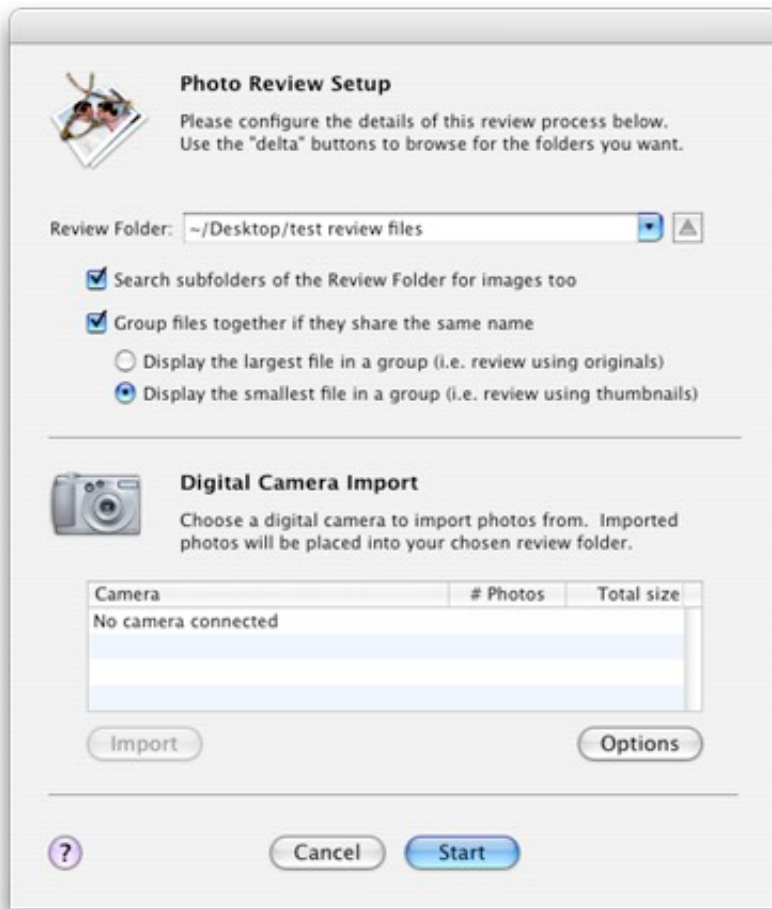 Photo Review Setup
Please configure the details of this review process below.
Use the "delta" buttons to browse for the folders you want.
Review Folder: ~/Desktop/test review files
Search subfolders of the Review Folder for images too
Group files together if they share the same name
Display the largest file in a group (i.e. review using originals)
Display the smallest file in a group (i.e. review using thumbnails)
Digital Camera Import
Choose a digital camera to import photos from.  Imported
photos will be placed into your chosen review folder.
Camera # Photos Total size
No camera connected
Import Options
? Cancel Start